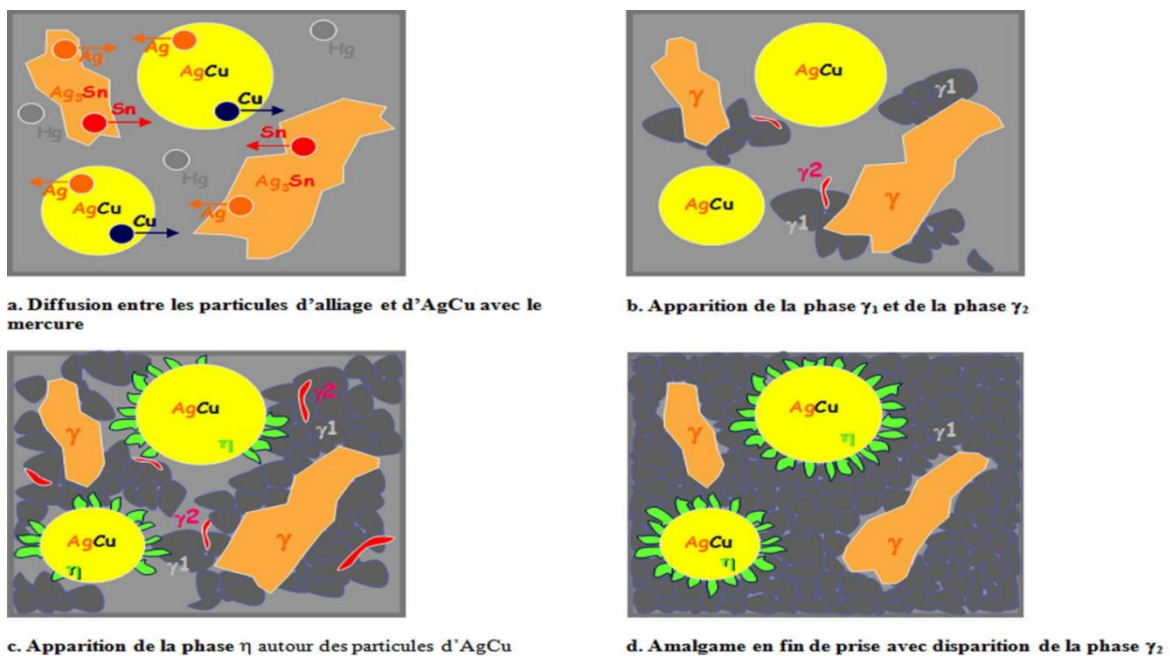 Ag
Ag
Hg
AgCu
Ag₅Sn
Cu
Sn
Hg
Sn
Hg
Ag₅Sn
Ag
AgCu
Ag
Cu
a. Diffusion entre les particules d'alliage et d'AgCu avec le
mercure
AgCu
γ1
γ
γ2
γ
AgCu
γ1
b. Apparition de la phase γ₁ et de la phase γ₂
AgCu
γ2
γ
γ1
η
γ2
γ
AgCu
γ1
η
c. Apparition de la phase η autour des particules d'AgCu
AgCu
γ
γ1
η
AgCu
γ
η
d. Amalgame en fin de prise avec disparition de la phase γ₂